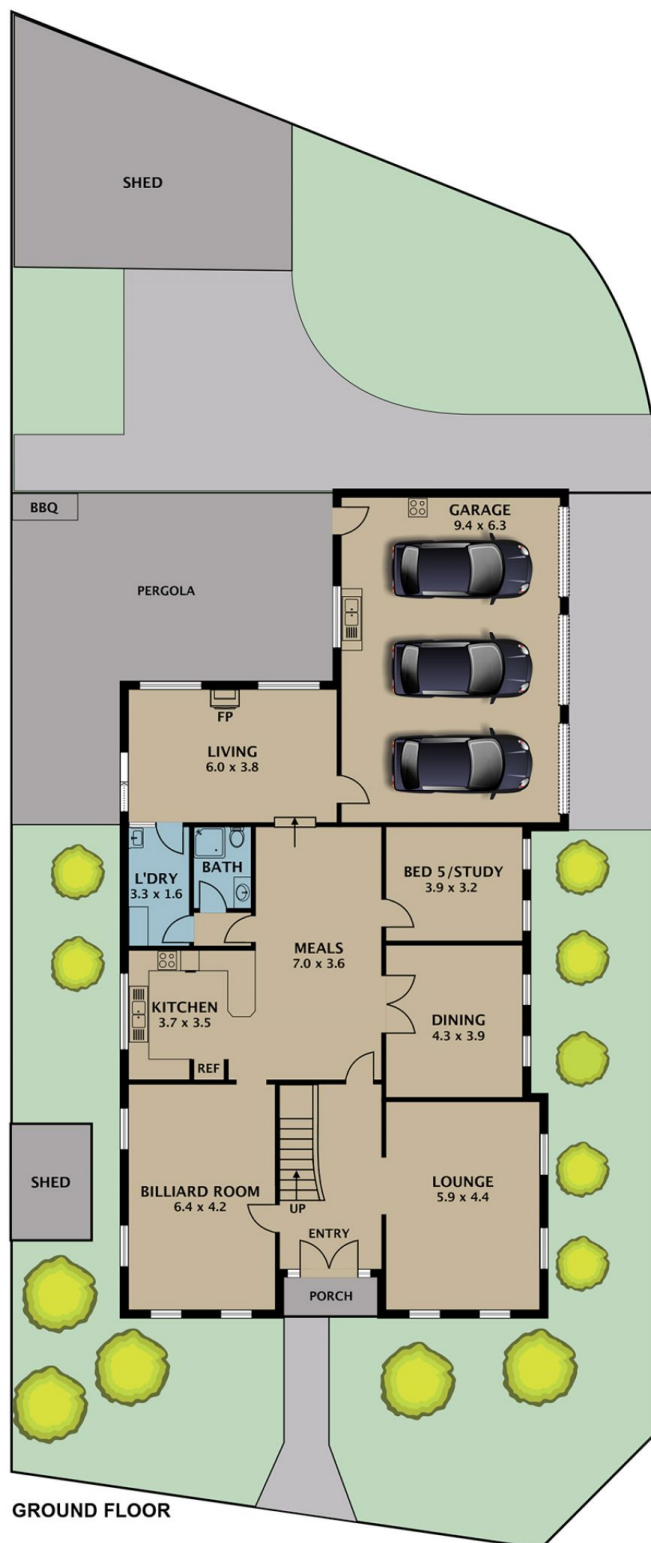 SHED
BBQ
GARAGE
9.4 x 6.3
PERGOLA
FP
LIVING
6.0 x 3.8
BATH
L'DRY
3.3 x 1.6
BED 5/STUDY
3.9 x 3.2
MEALS
7.0 x 3.6
KITCHEN
3.7 x 3.5
DINING
4.3 x 3.9
REF
SHED
BILLIARD ROOM
6.4 x 4.2
LOUNGE
5.9 x 4.4
UP
ENTRY
PORCH
GROUND FLOOR